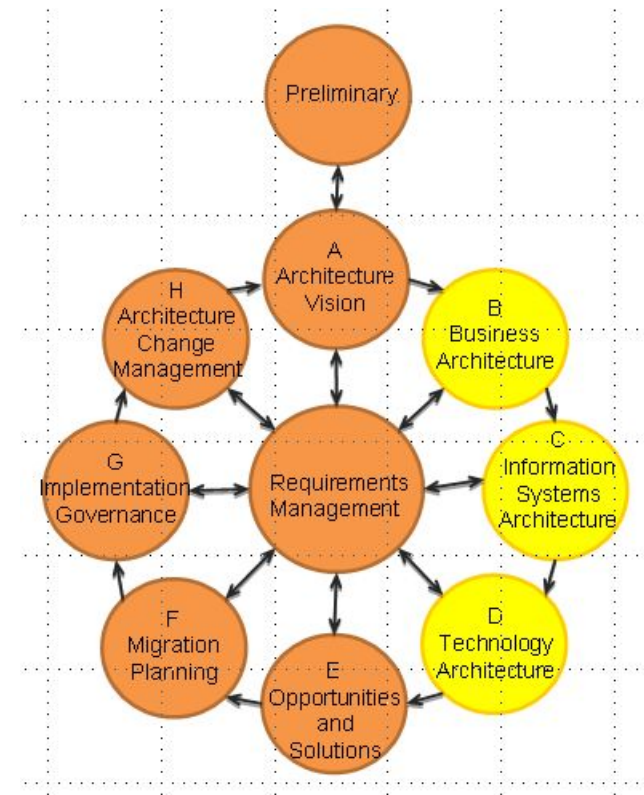 Preliminary
A
Architecture
Vision
H
Architecture
Change
Management
B
Business
Architecture
G
Implementation
Governance
Requirements
Management
C
Information
Systems
Architecture
F
Migration
Planning
D
Technology
Architecture
E
Opportunities
and
Solutions